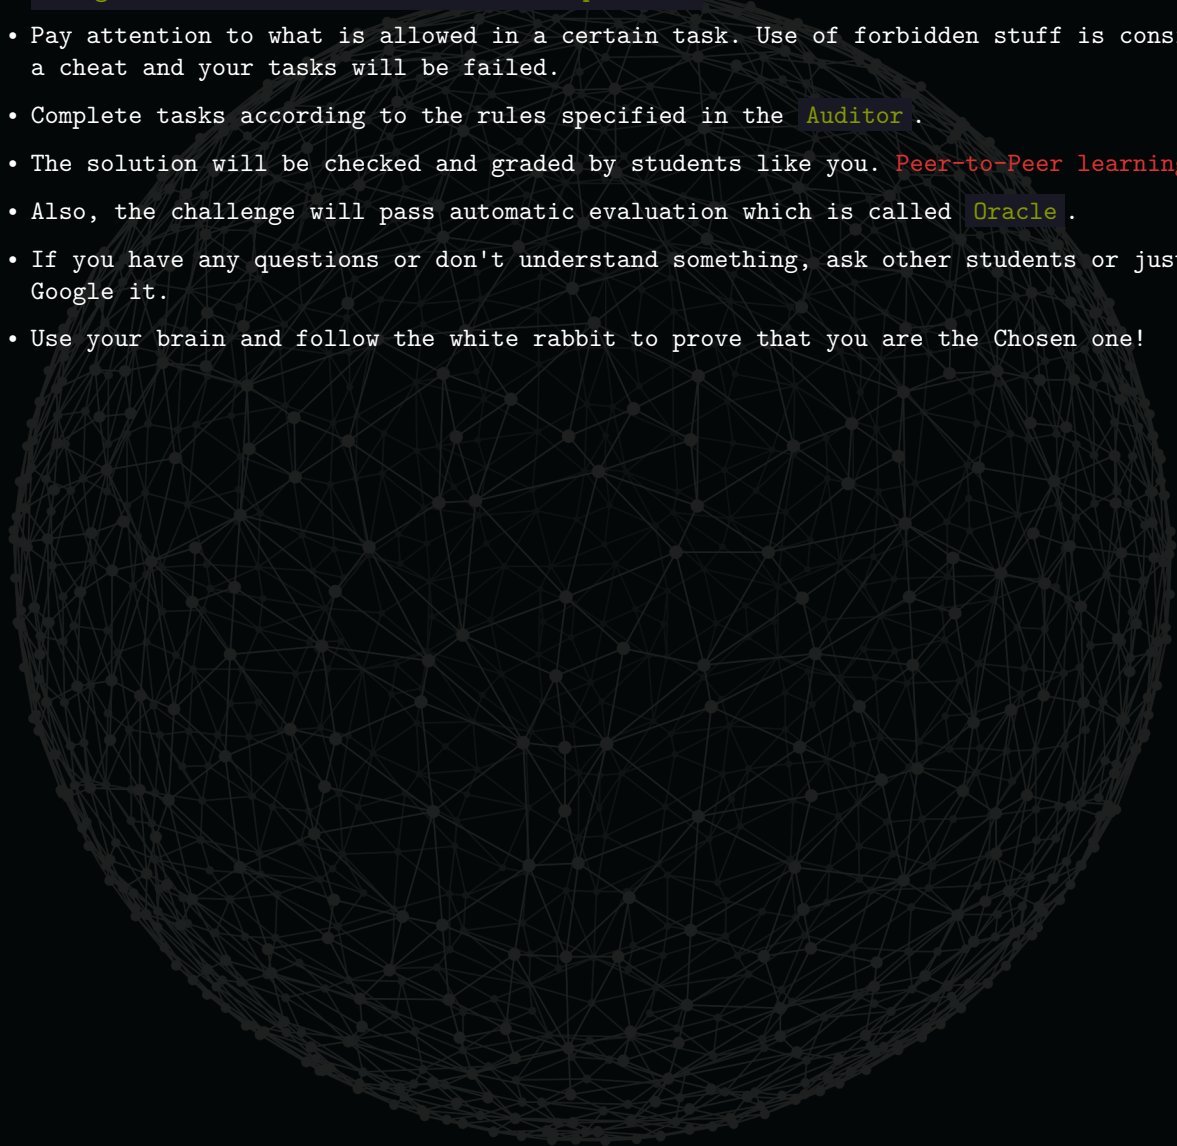 • Pay attention to what is allowed in a certain task. Use of forbidden stuff is
a cheat and your tasks will be failed.
• Complete tasks according to the rules specified in the Auditor.
• The solution will be checked and graded by students like you. Peer-to-Peer learning
• Also, the challenge will pass automatic evaluation which is called Oracle.
• If you have any questions or don't understand something, ask other students or just
Google it.
• Use your brain and follow the white rabbit to prove that you are the Chosen one!